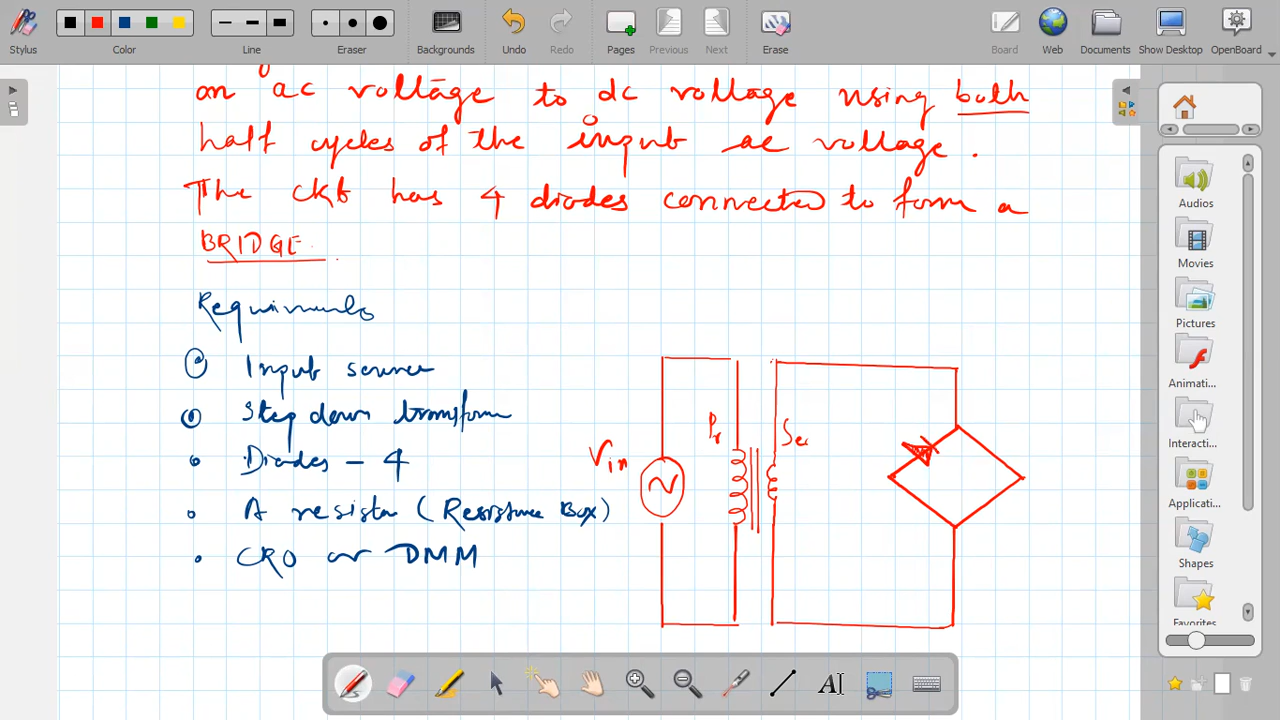 Stylus
Color
Line
Eraser
Backgrounds
Undo
Redo
Pages
Previous
Next
Erase
Board
Web
Documents
Show Desktop
OpenBoard
an ac voltage to dc voltage using both
half cycles of the input ac voltage.
The ckt has 4 diodes connected to form a
BRIDGE.
Requirements
Input source
Step down transform
Diodes - 4
A resistor (Resistance Box)
CRO or DMM
Vin
Pr
Sec
Audios
Movies
Pictures
Animati...
Interacti...
Applicati...
Shapes
Favorites